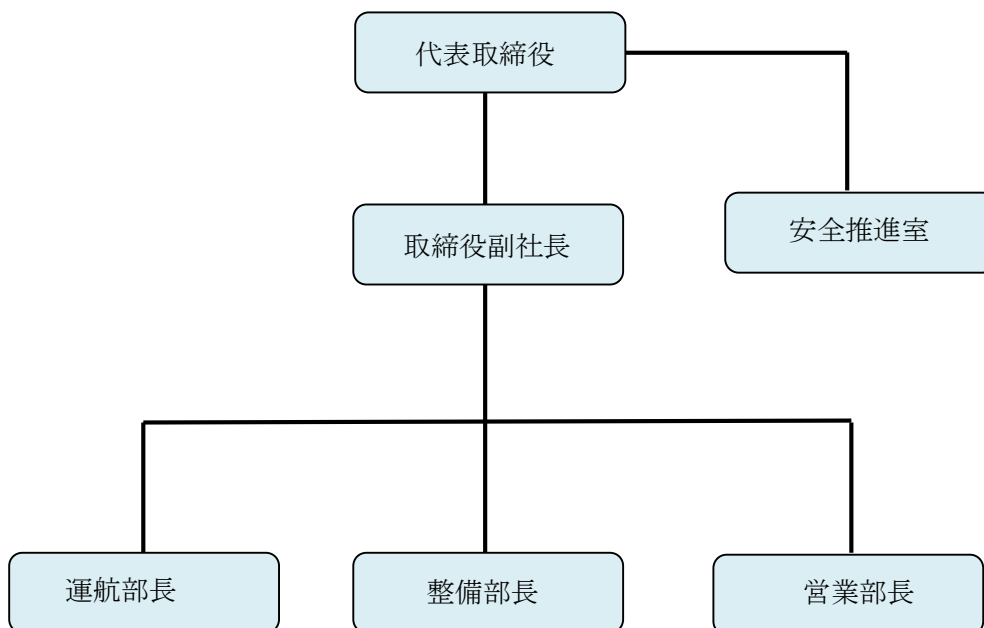 代表取締役
取締役副社長
安全推進室
運航部長
整備部長
営業部長